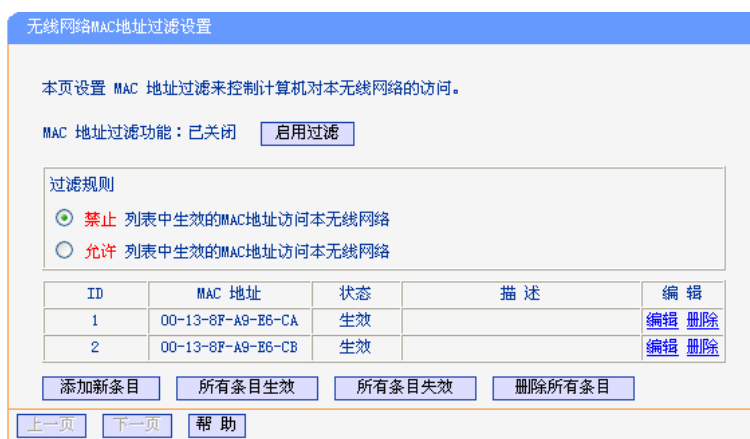 无线网络MAC地址过滤设置
本页设置 MAC 地址过滤来控制计算机对本无线网络的访问。
MAC 地址过滤功能：已关闭 启用过滤
过滤规则
禁止 列表中生效的MAC地址访问本无线网络
允许 列表中生效的MAC地址访问本无线网络
ID MAC 地址 状态 描 述 编 辑
1 00-13-8F-A9-E6-CA 生效 编辑 删除
2 00-13-8F-A9-E6-CB 生效 编辑 删除
添加新条目 所有条目生效 所有条目失效 删除所有条目
上一页 下一页 帮 助